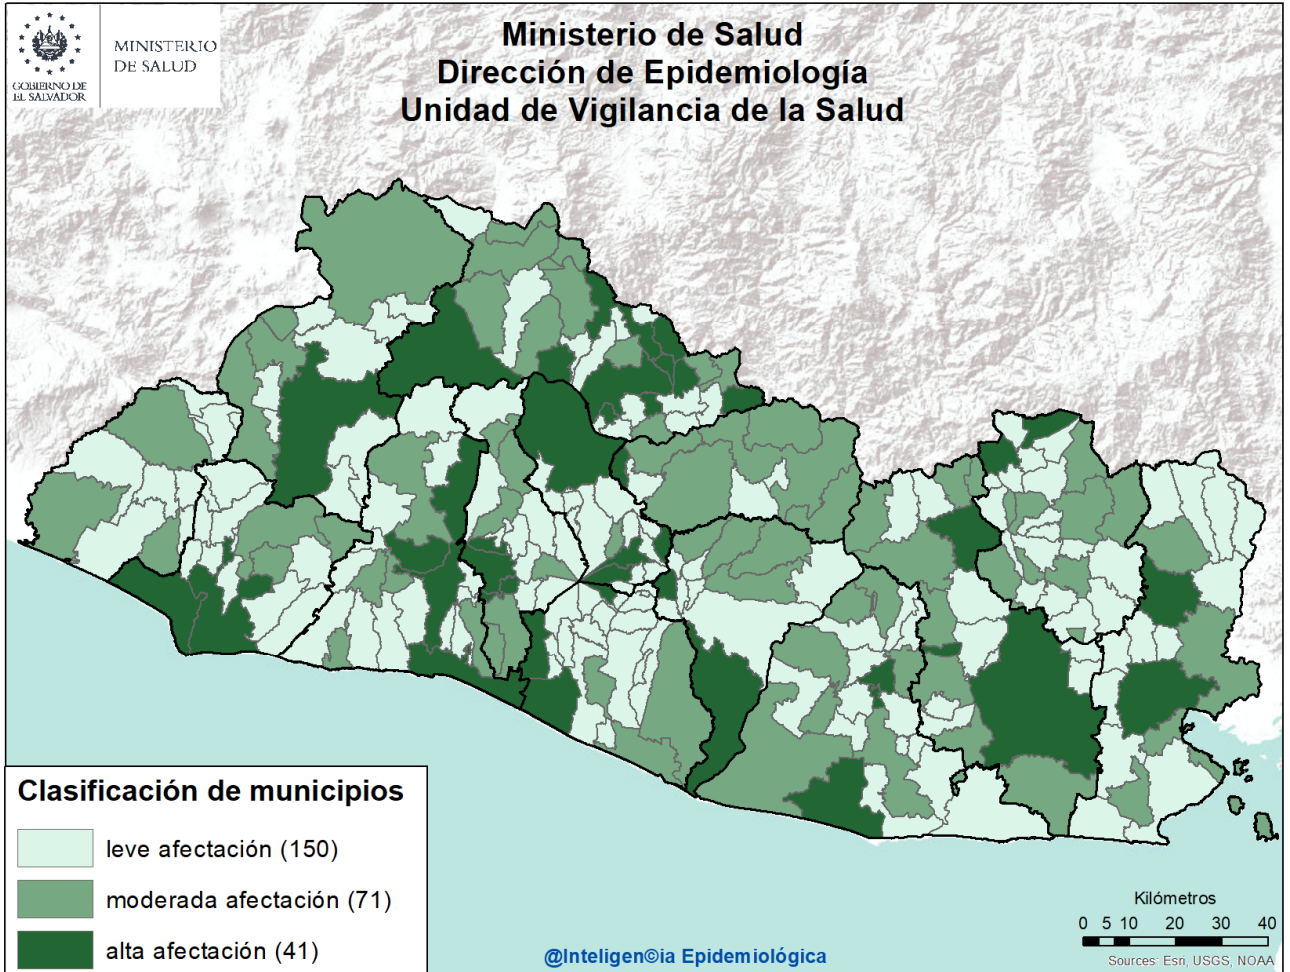 MINISTERIO
DE SALUD
GOBIERNO DE
EL SALVADOR
Ministerio de Salud
Dirección de Epidemiología
Unidad de Vigilancia de la Salud
Clasificación de municipios
leve afectación (150)
moderada afectación (71)
alta afectación (41)
@Inteligen©ia Epidemiológica
Kilómetros
0 5 10 20 30 40
Sources: Esri, USGS, NOAA